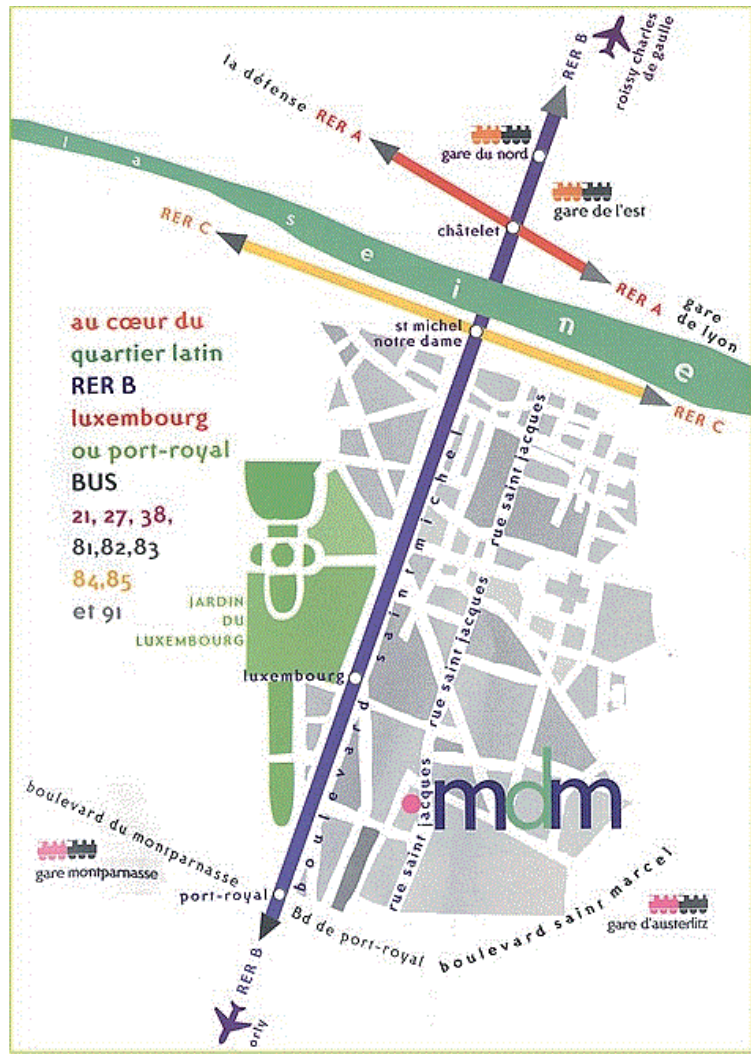 RER B
roissy charles
de gaulle
la défense
RER A
gare du nord
gare de l'est
châtelet
la seine
RER C
RER A
gare
de lyon
st michel
notre dame
RER C
au cœur du
quartier latin
RER B
luxembourg
ou port-royal
BUS
21, 27, 38,
81,82,83
84,85
et 91
JARDIN
DU
LUXEMBOURG
luxembourg
boulevard saint michel
rue saint jacques
rue saint jacques
rue saint jacques
rue saint jacques
mdm
boulevard du montparnasse
gare montparnasse
port-royal
Bd de port-royal
boulevard saint marcel
gare d'austerlitz
RER B
orly